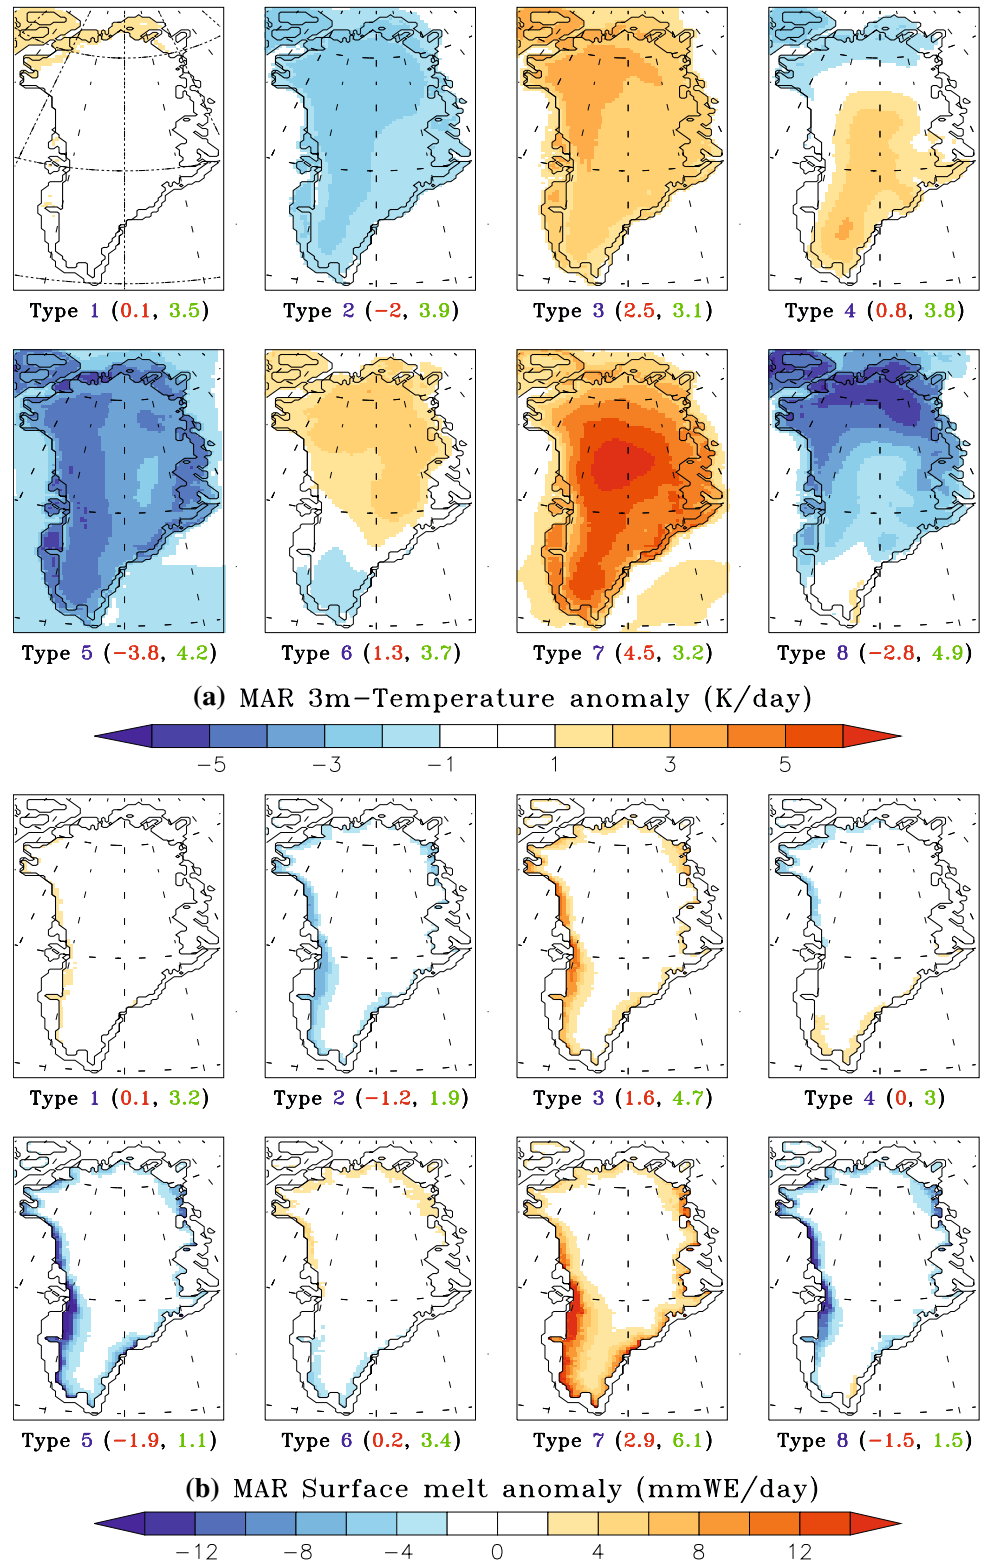 Type 1 (0.1, 3.5) Type 2 (−2, 3.9) Type 3 (2.5, 3.1) Type 4 (0.8, 3.8)
Type 5 (−3.8, 4.2) Type 6 (1.3, 3.7) Type 7 (4.5, 3.2) Type 8 (−2.8, 4.9)
(a) MAR 3m−Temperature anomaly (K/day)
−5 −3 −1 1 3 5
Type 1 (0.1, 3.2) Type 2 (−1.2, 1.9) Type 3 (1.6, 4.7) Type 4 (0, 3)
Type 5 (−1.9, 1.1) Type 6 (0.2, 3.4) Type 7 (2.9, 6.1) Type 8 (−1.5, 1.5)
(b) MAR Surface melt anomaly (mmWE/day)
−12 −8 −4 0 4 8 12